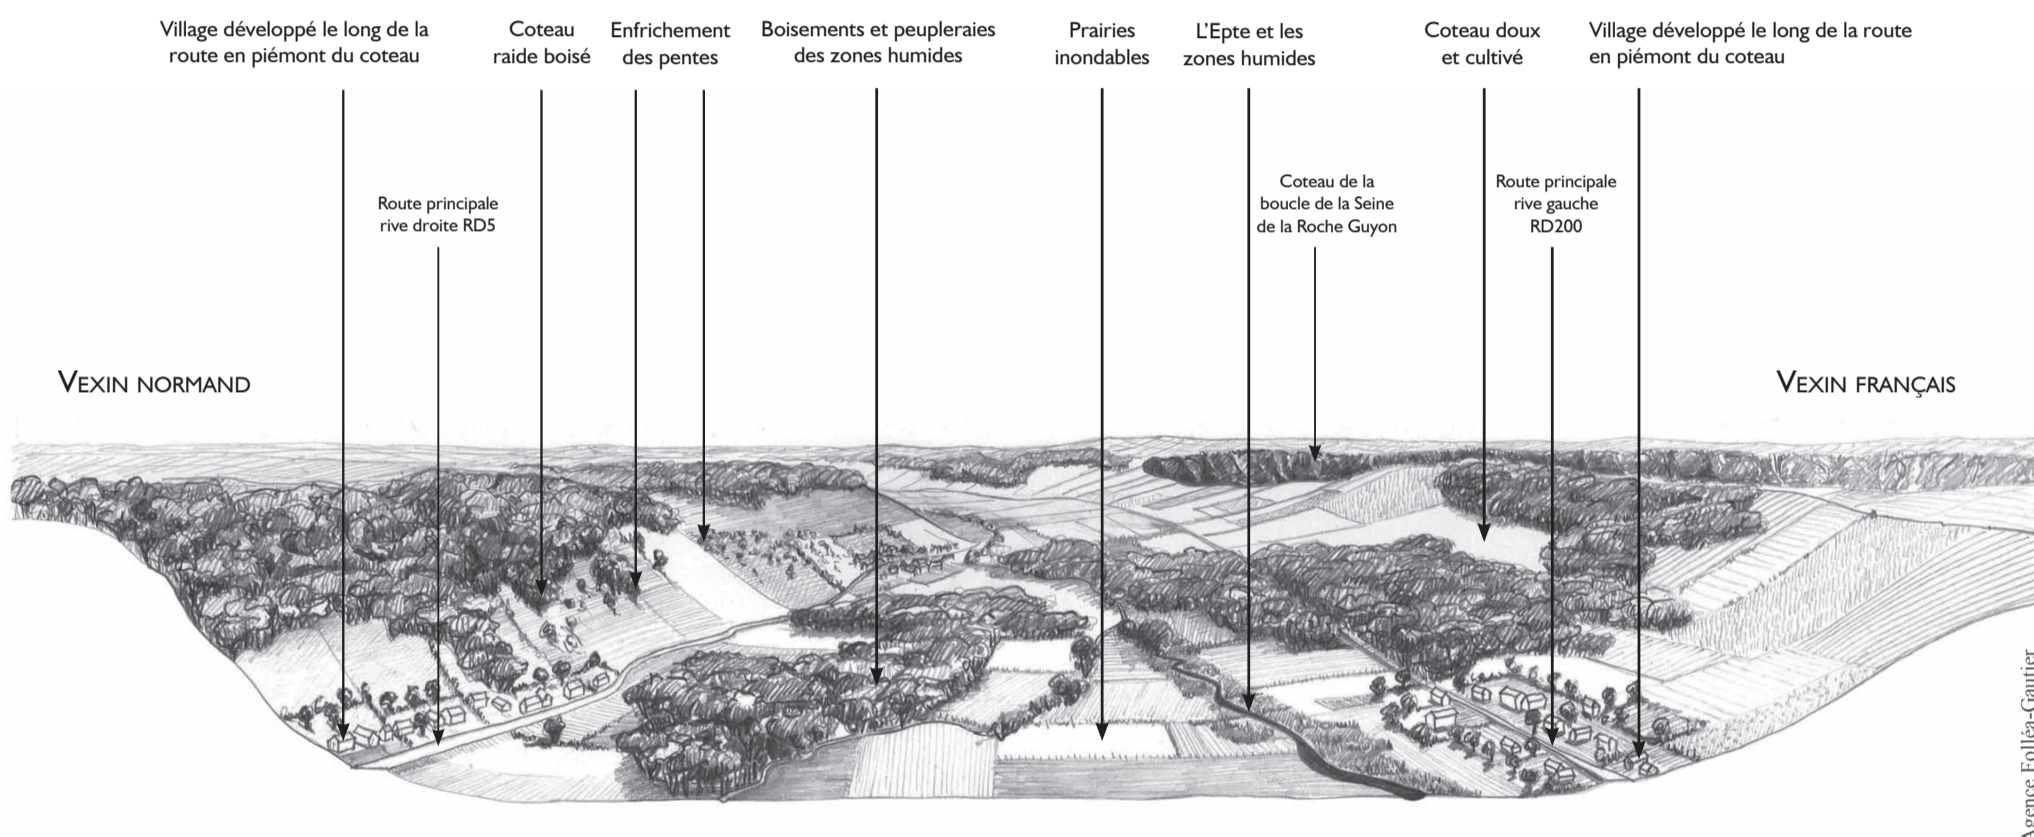 Village développé le long de la
route en piémont du coteau
Coteau
raide boisé
Enfrichement
des pentes
Boisements et peupleraies
des zones humides
Prairies
inondables
L'Epte et les
zones humides
Coteau doux
et cultivé
Village développé le long de la route
en piémont du coteau
Route principale
rive droite RD5
Coteau de la
boucle de la Seine
de la Roche Guyon
Route principale
rive gauche
RD200
VEXIN NORMAND
VEXIN FRANÇAIS
Agence Folléa-Gautier